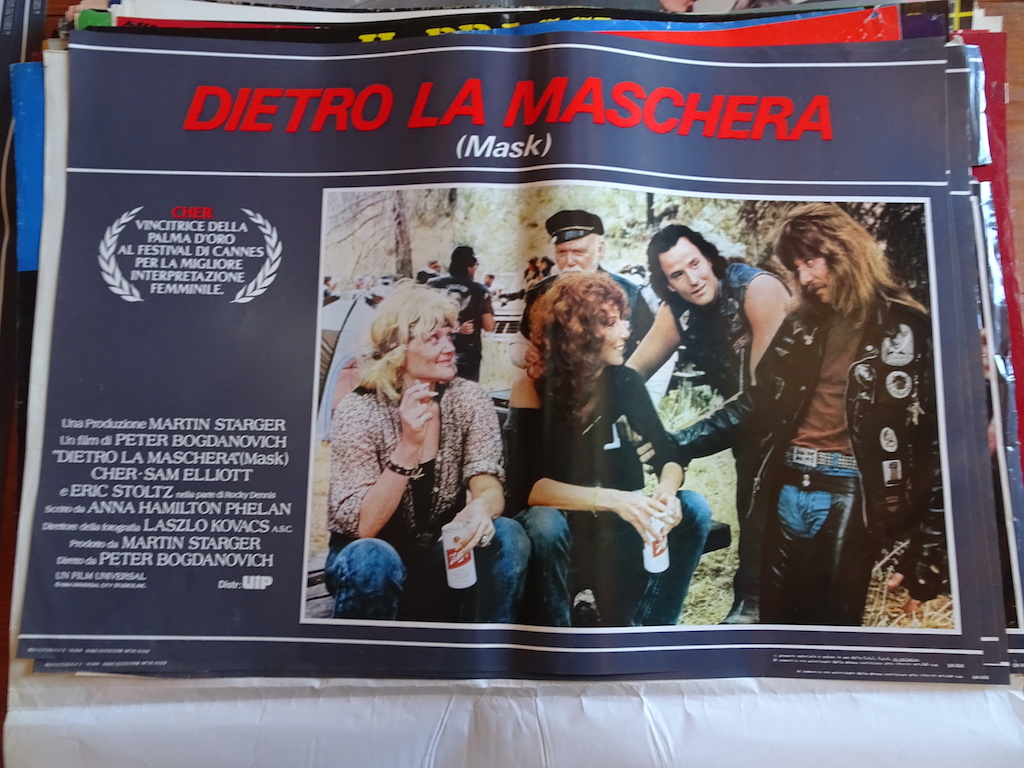 DIETRO LA MASCHERA
(Mask)
CHER
VINCITRICE DELLA
PALMA D'ORO
AL FESTIVAL DI CANNES
PER LA MIGLIORE
INTERPRETAZIONE
FEMMINILE.
Una Produzione MARTIN STARGER
Un film di PETER BOGDANOVICH
"DIETRO LA MASCHERA"(Mask)
CHER - SAM ELLIOTT
e ERIC STOLTZ nella parte di Rocky Dennis
Scritto da ANNA HAMILTON PHELAN
Direttore della fotografia LASZLO KOVACS A.S.C.
Prodotto da MARTIN STARGER
Diretto da PETER BOGDANOVICH
UN FILM UNIVERSAL
Distr: UIP